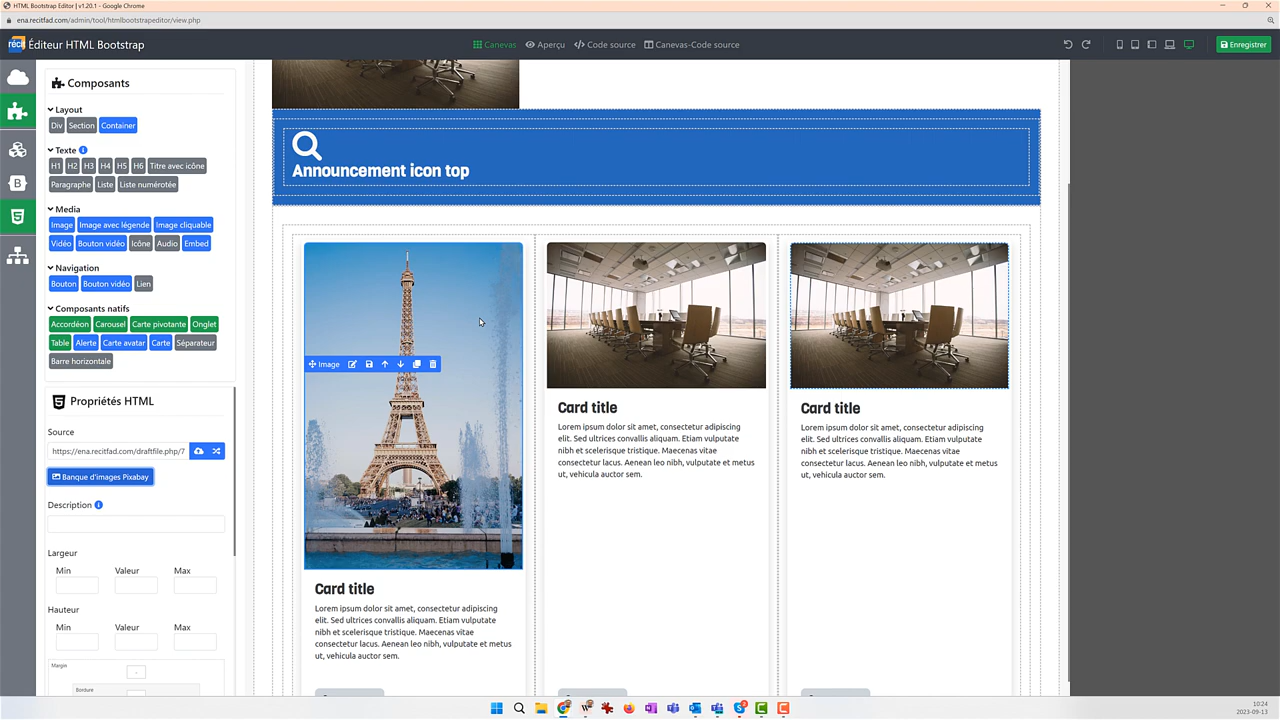 HTML Bootstrap Editor | v1.20.1 - Google Chrome
ena.recitfad.com/admin/tool/htmlbootstrapeditor/view.php
récit Éditeur HTML Bootstrap
Canevas Aperçu Code source Canevas-Code source
Enregistrer
Composants
Layout
Div Section Container
Texte
H1 H2 H3 H4 H5 H6 Titre avec icône
Paragraphe Liste Liste numérotée
Media
Image Image avec légende Image cliquable
Vidéo Bouton vidéo Icône Audio Embed
Navigation
Bouton Bouton vidéo Lien
Composants natifs
Accordéon Carousel Carte pivotante Onglet
Table Alerte Carte avatar Carte Séparateur
Barre horizontale
Propriétés HTML
Source
https://ena.recitfad.com/draftfile.php/7
Banque d'images Pixabay
Description
Largeur
Min Valeur Max
Hauteur
Min Valeur Max
Margin
-
Bordure
Announcement icon top
Image
Card title
Lorem ipsum dolor sit amet, consectetur adipiscing
elit. Sed ultrices convallis aliquam. Etiam vulputate
mi et scelerisque tristique. Maecenas vitae
consectetur lacus. Aenean leo nibh, vulputate et metus
ut, vehicula auctor sem.
Card title
Lorem ipsum dolor sit amet, consectetur adipiscing
elit. Sed ultrices convallis aliquam. Etiam vulputate
mi et scelerisque tristique. Maecenas vitae
consectetur lacus. Aenean leo nibh, vulputate et metus
ut, vehicula auctor sem.
Card title
Lorem ipsum dolor sit amet, consectetur adipiscing
elit. Sed ultrices convallis aliquam. Etiam vulputate
mi et scelerisque tristique. Maecenas vitae
consectetur lacus. Aenean leo nibh, vulputate et metus
ut, vehicula auctor sem.
10:24
2023-09-13